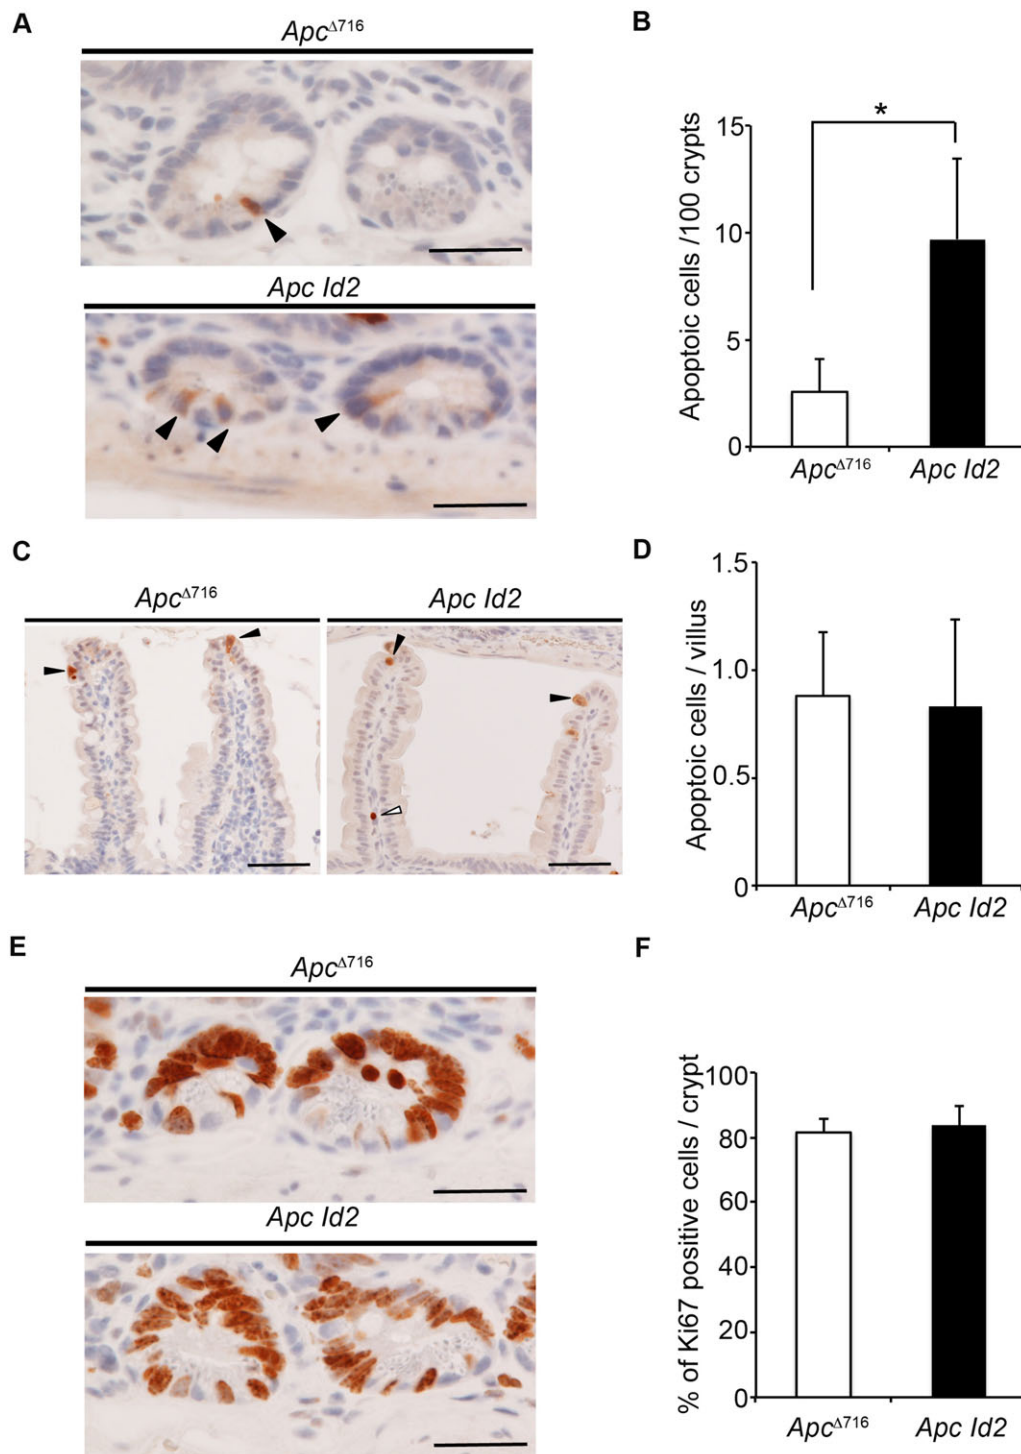 A
Apc^Δ716
Apc Id2
B
Apoptoic cells /100 crypts
15
10
5
0
*
Apc^Δ716
Apc Id2
C
Apc^Δ716
Apc Id2
D
Apoptoic cells / villus
1.5
1.0
0.5
0
Apc^Δ716
Apc Id2
E
Apc^Δ716
Apc Id2
F
% of Ki67 positive cells / crypt
100
80
60
40
20
0
Apc^Δ716
Apc Id2